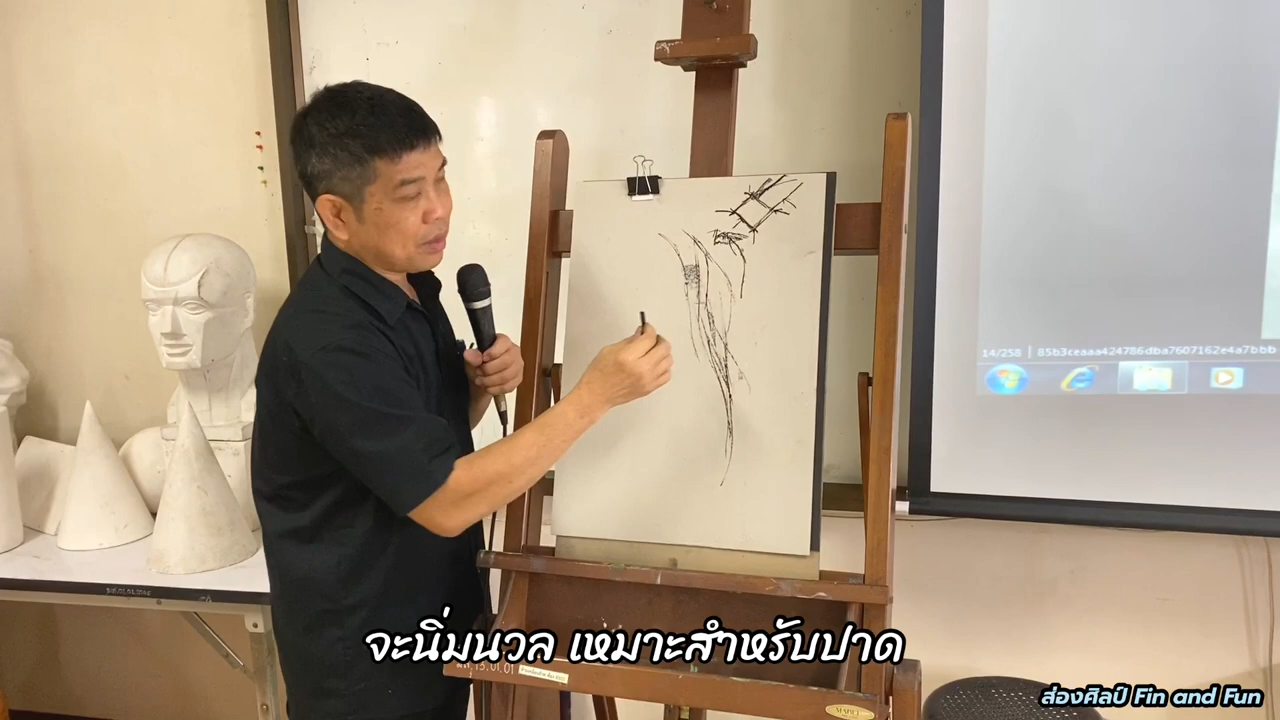 14/258 | 85b3ceaaa424786dba7607162e4a7bbb
จะนิ่มนวล เหมาะสำหรับปาด
MABEF
ส่องศิลป์ Fin and Fun